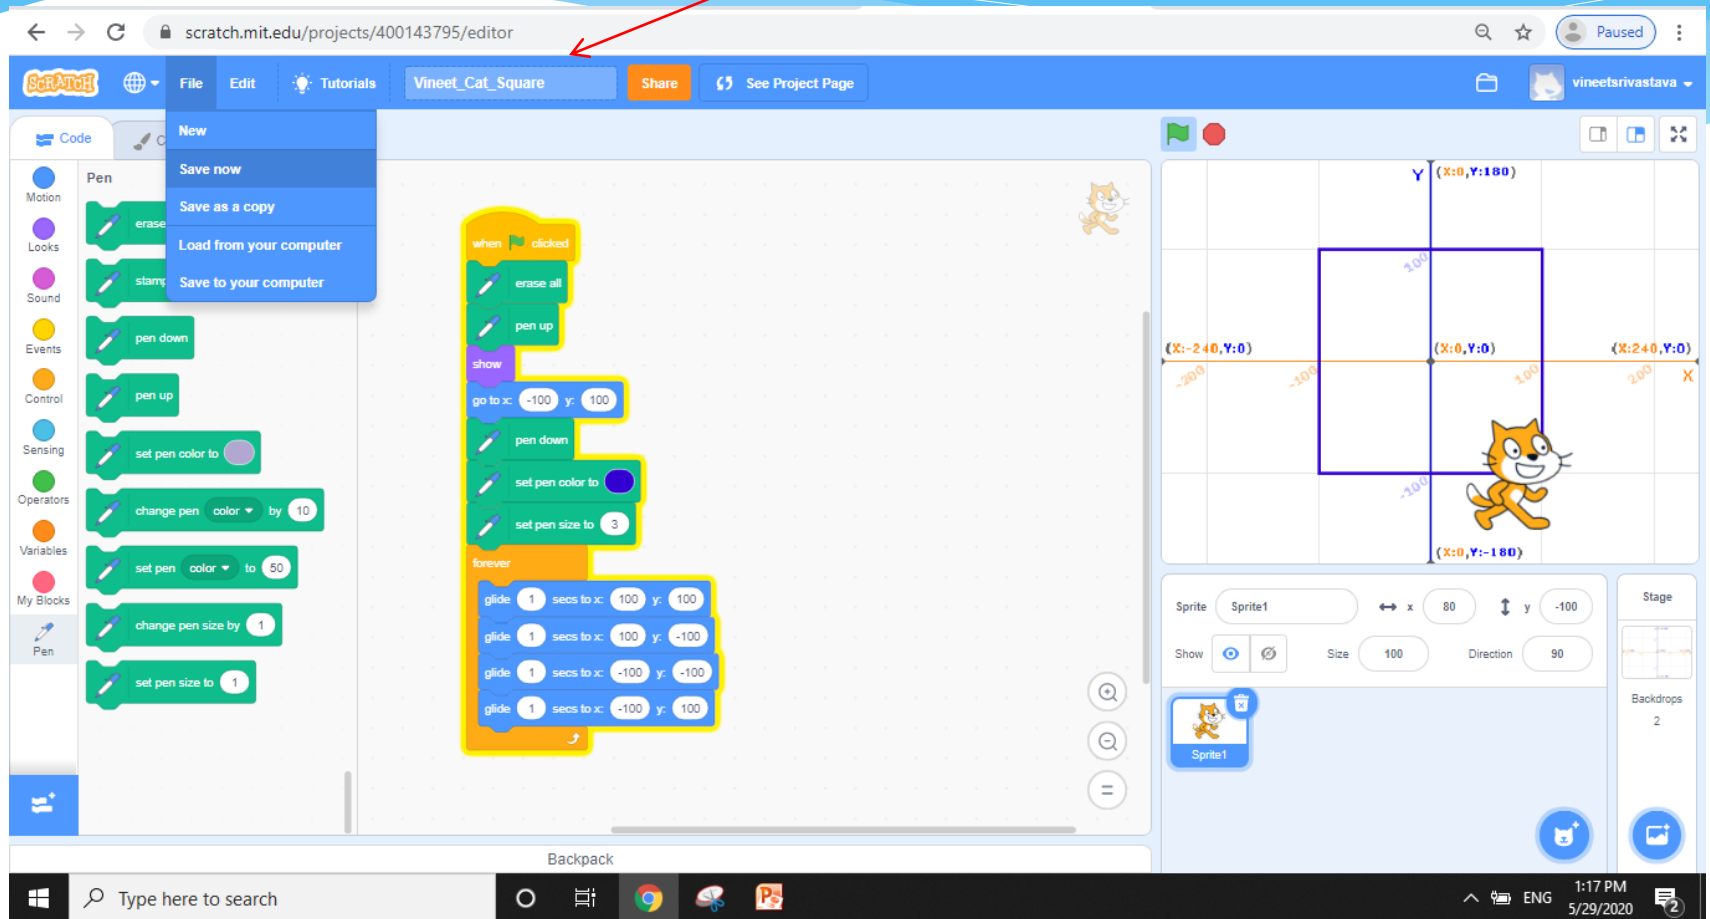 scratch.mit.edu/projects/400143795/editor
Paused
SCRATCH
File
Edit
Tutorials
Vineet_Cat_Square
Share
See Project Page
vineetsrivastava
Code
C
New
Save now
Save as a copy
Load from your computer
Save to your computer
Motion
Looks
Sound
Events
Control
Sensing
Operators
Variables
My Blocks
Pen
Pen
erase
stamp
pen down
pen up
set pen color to
change pen color by 10
set pen color to 50
change pen size by 1
set pen size to 1
when clicked
erase all
pen up
show
go to x: -100 y: 100
pen down
set pen color to
set pen size to 3
forever
glide 1 secs to x: 100 y: 100
glide 1 secs to x: 100 y: -100
glide 1 secs to x: -100 y: -100
glide 1 secs to x: -100 y: 100
Y (X:0,Y:180)
100
(X:-240,Y:0) (X:0,Y:0) (X:240,Y:0)
-200 -100 100 200 X
-100
(X:0,Y:-180)
Sprite Sprite1 x 80 y -100
Show Size 100 Direction 90
Sprite1
Stage
Backdrops
2
Backpack
Type here to search
ENG
1:17 PM
5/29/2020
2